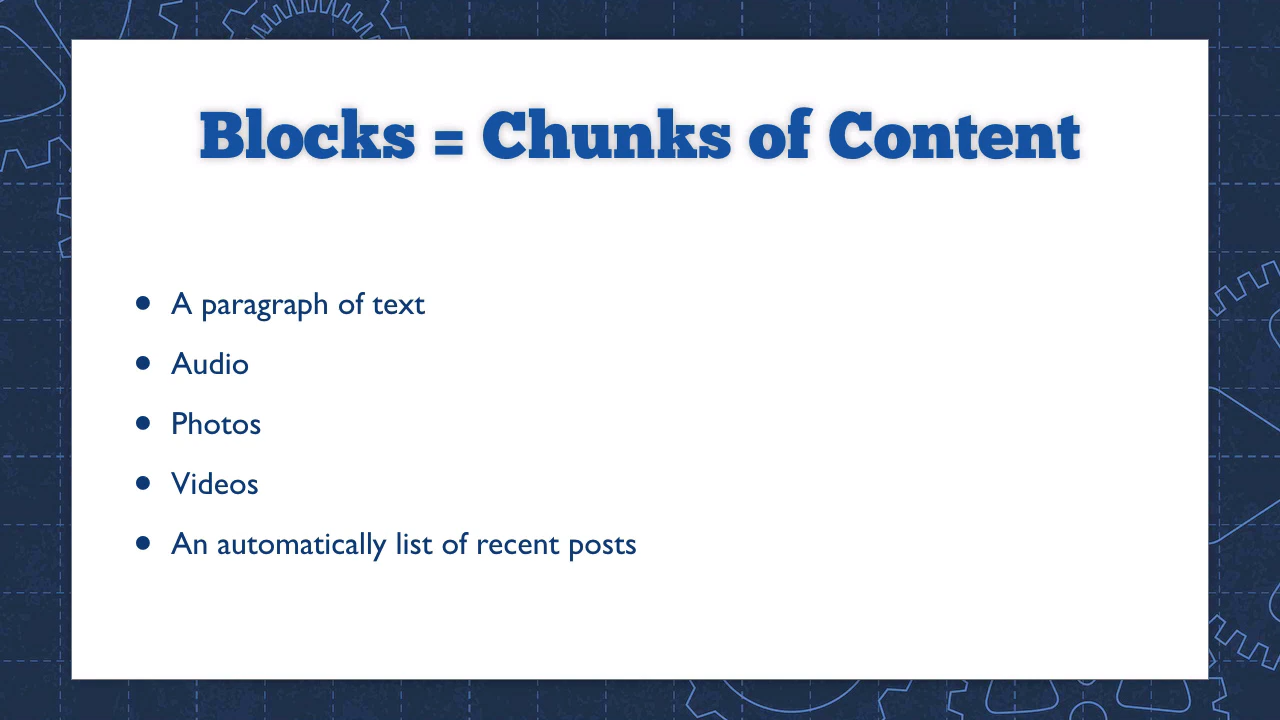 Blocks = Chunks of Content
• A paragraph of text
• Audio
• Photos
• Videos
• An automatically list of recent posts